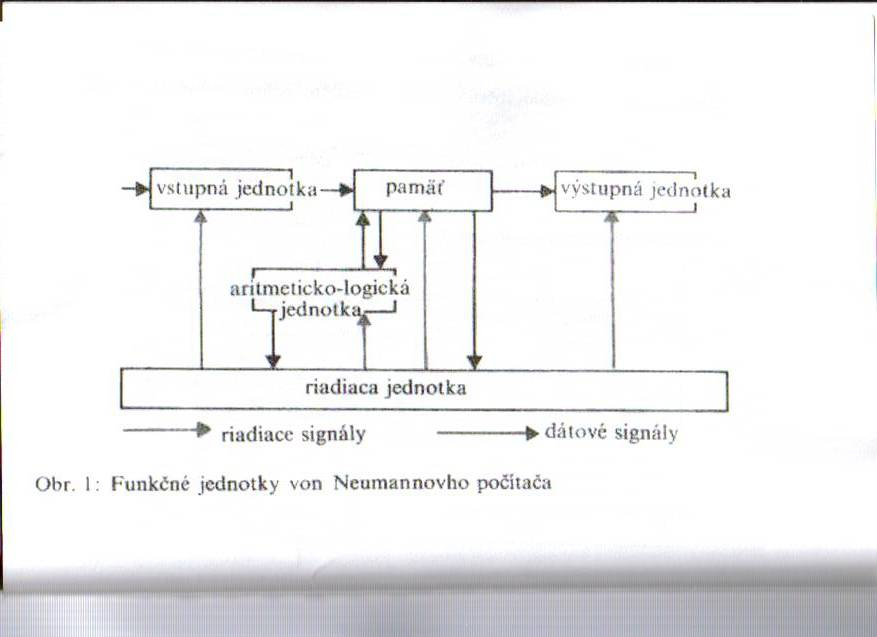 vstupná jednotka
pamäť
výstupná jednotka
aritmeticko-logická
jednotka
riadiaca jednotka
riadiace signály
dátové signály
Obr. 1: Funkčné jednotky von Neumannovho počítača